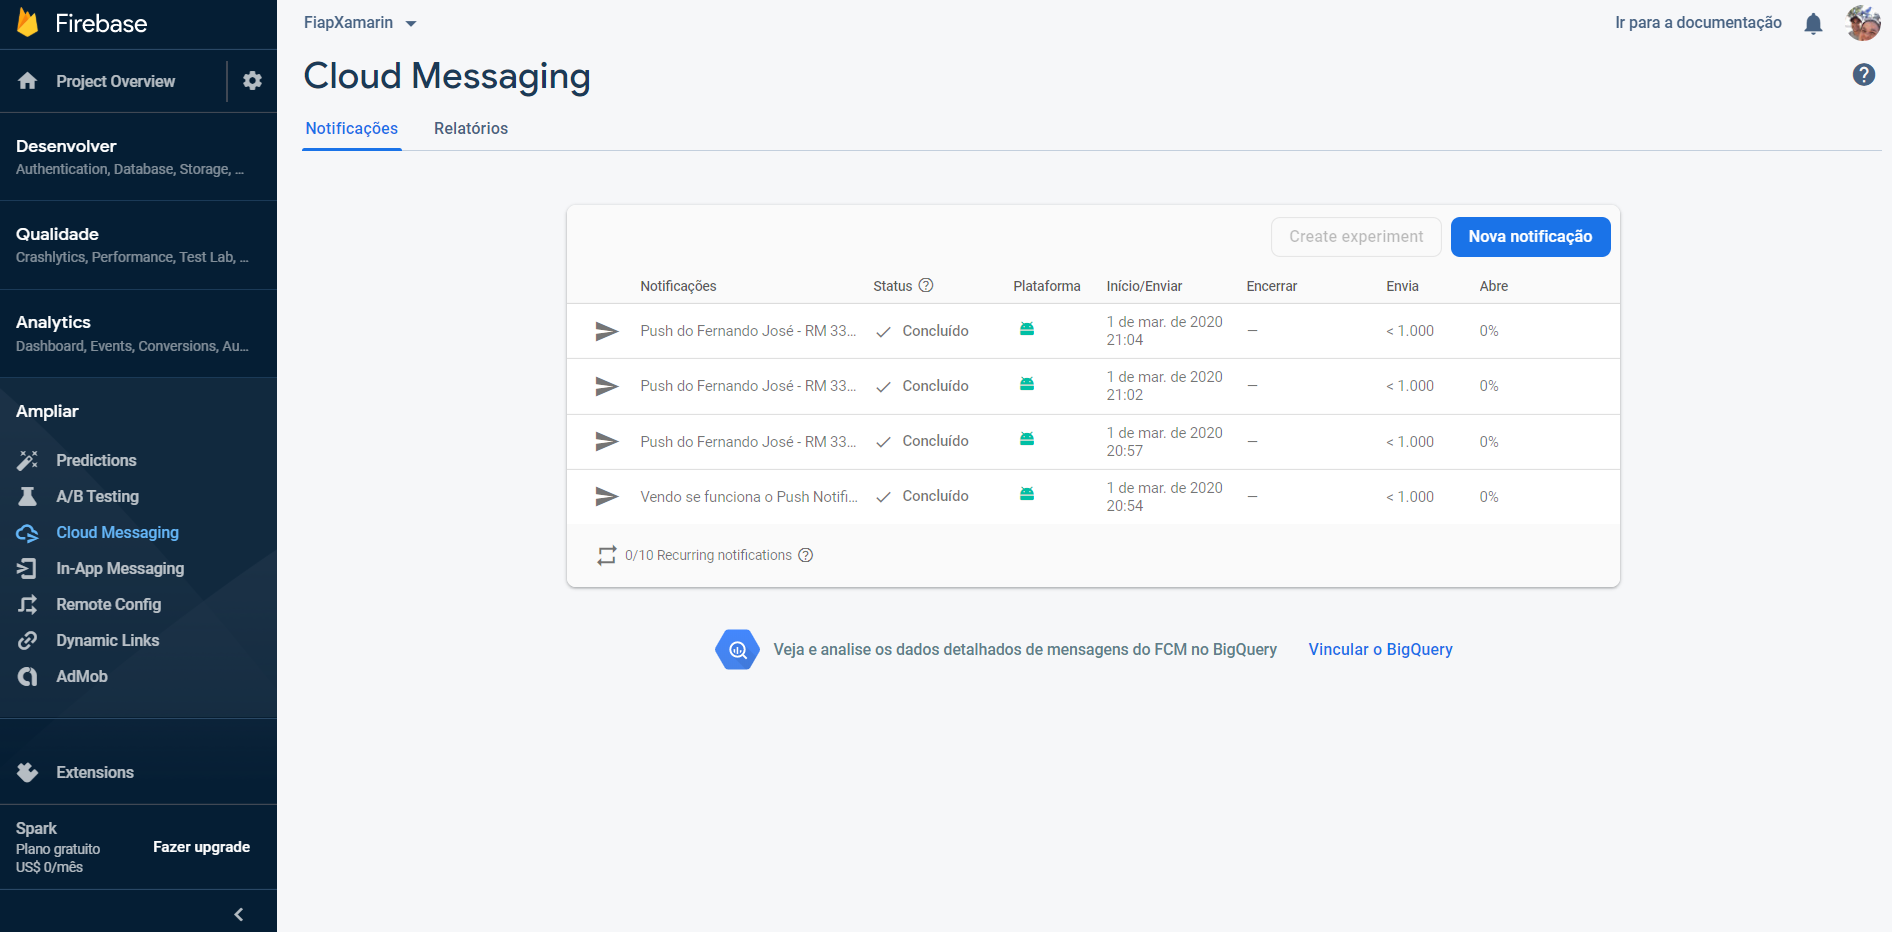 Firebase
Project Overview
Desenvolver
Authentication, Database, Storage, ...
Qualidade
Crashlytics, Performance, Test Lab, ...
Analytics
Dashboard, Events, Conversions, Au...
Ampliar
Predictions
A/B Testing
Cloud Messaging
In-App Messaging
Remote Config
Dynamic Links
AdMob
Extensions
Spark
Plano gratuito
US$ 0/mês
Fazer upgrade
FiapXamarin
Ir para a documentação
Cloud Messaging
Notificações Relatórios
Create experiment Nova notificação
Notificações Status Plataforma Início/Enviar Encerrar Envia Abre
Push do Fernando José - RM 33... Concluído 1 de mar. de 2020 21:04 — < 1.000 0%
Push do Fernando José - RM 33... Concluído 1 de mar. de 2020 21:02 — < 1.000 0%
Push do Fernando José - RM 33... Concluído 1 de mar. de 2020 20:57 — < 1.000 0%
Vendo se funciona o Push Notifi... Concluído 1 de mar. de 2020 20:54 — < 1.000 0%
0/10 Recurring notifications
Veja e analise os dados detalhados de mensagens do FCM no BigQuery Vincular o BigQuery